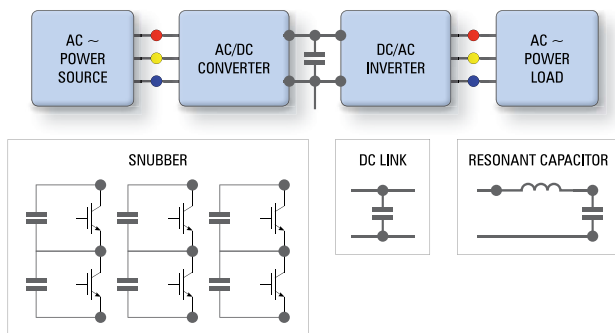 AC ~
POWER
SOURCE
AC/DC
CONVERTER
DC/AC
INVERTER
AC ~
POWER
LOAD
SNUBBER
DC LINK
RESONANT CAPACITOR